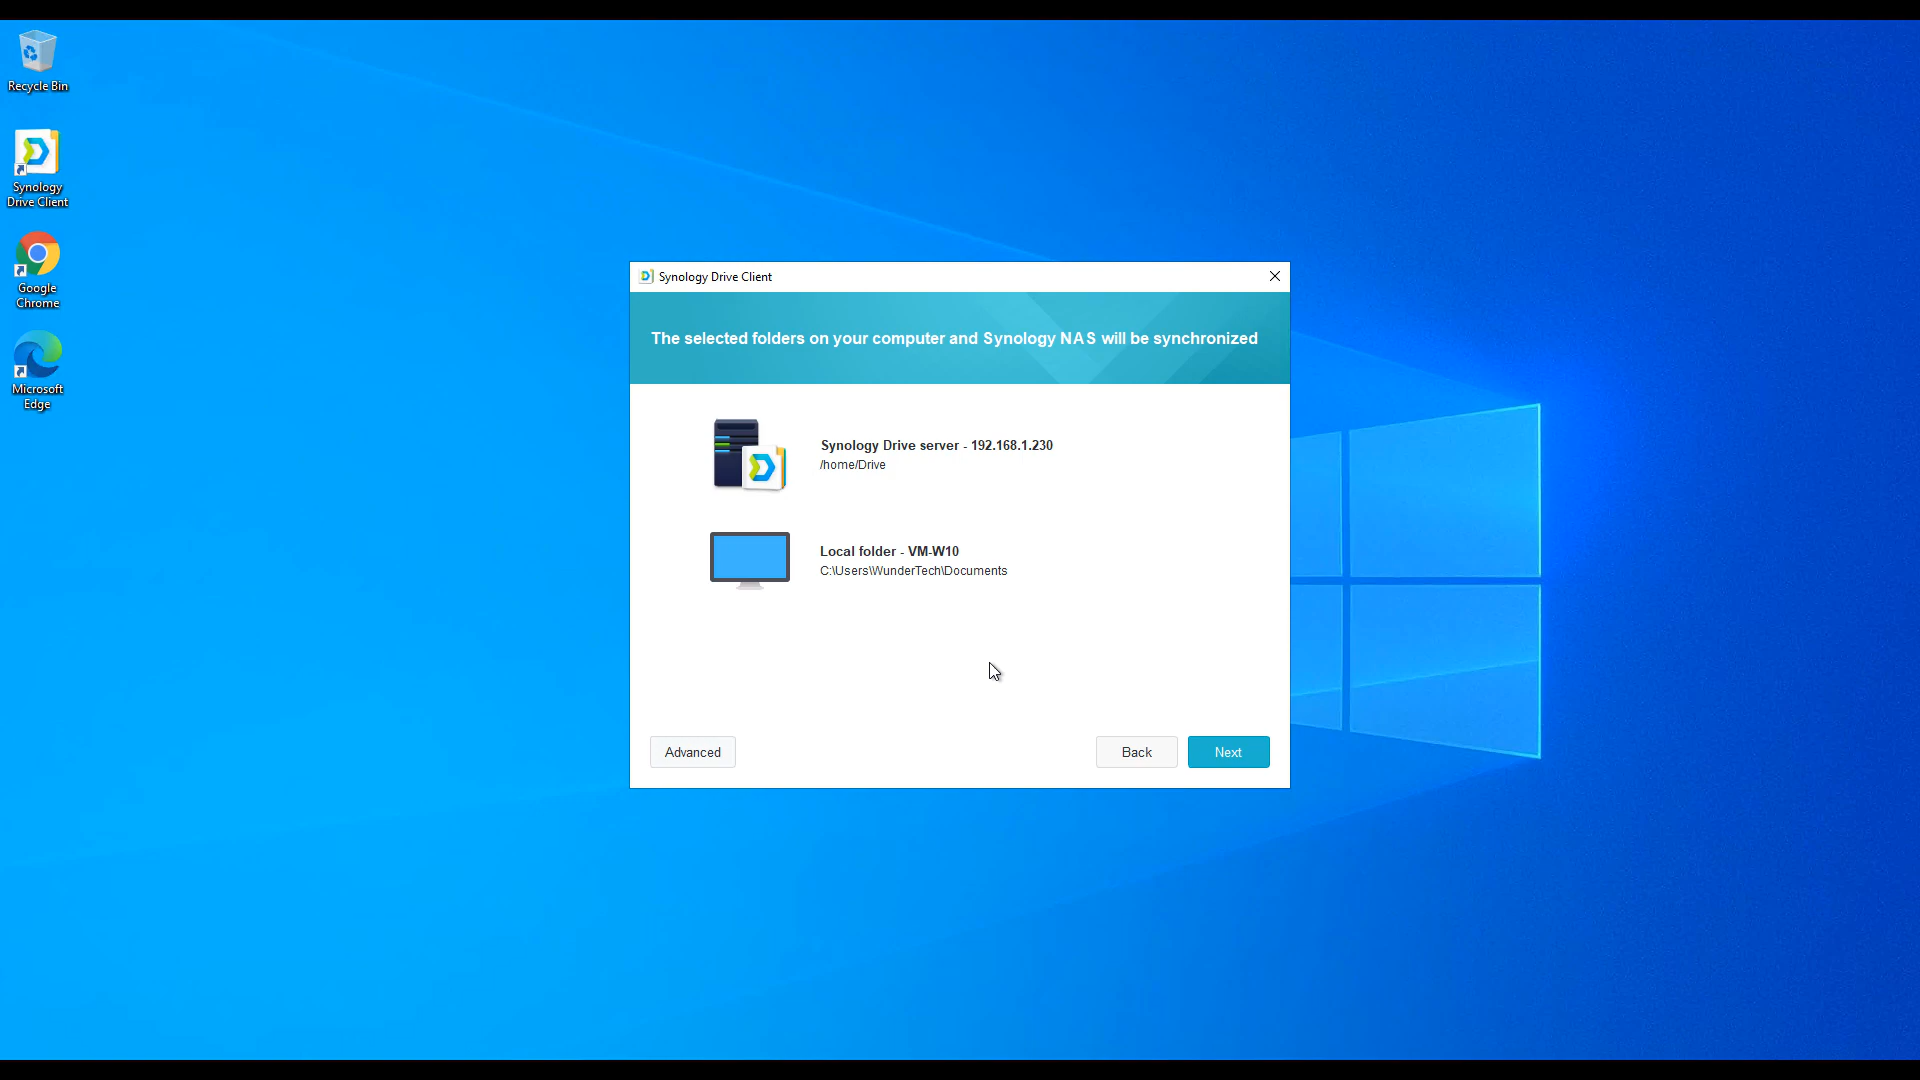 Recycle Bin
Synology
Drive Client
Google
Chrome
Microsoft
Edge
Synology Drive Client
The selected folders on your computer and Synology NAS will be synchronized
Synology Drive server - 192.168.1.230
/home/Drive
Local folder - VM-W10
C:\Users\WunderTech\Documents
Advanced
Back
Next